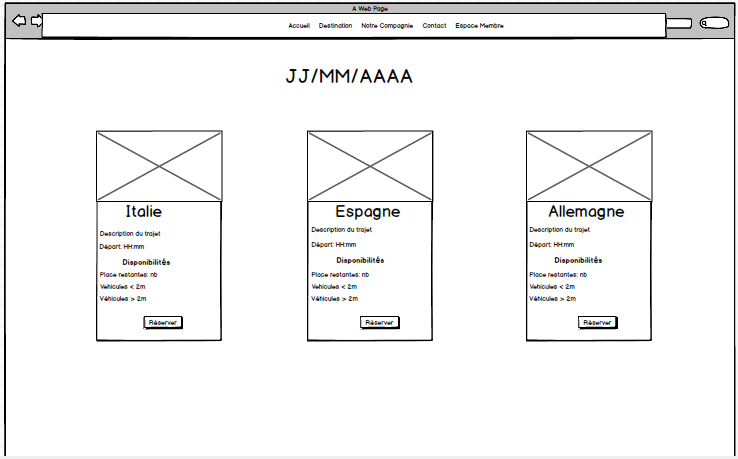 A Web Page
Accueil Destination Notre Compagnie Contact Espace Membre
JJ/MM/AAAA
Italie
Description du trajet
Départ: HH:mm
Disponibilités
Place restantes: nb
Vehicules < 2m
Véhicules > 2m
Réserver
Espagne
Description du trajet
Départ: HH:mm
Disponibilités
Place restantes: nb
Vehicules < 2m
Véhicules > 2m
Réserver
Allemagne
Description du trajet
Départ: HH:mm
Disponibilités
Place restantes: nb
Vehicules < 2m
Véhicules > 2m
Réserver